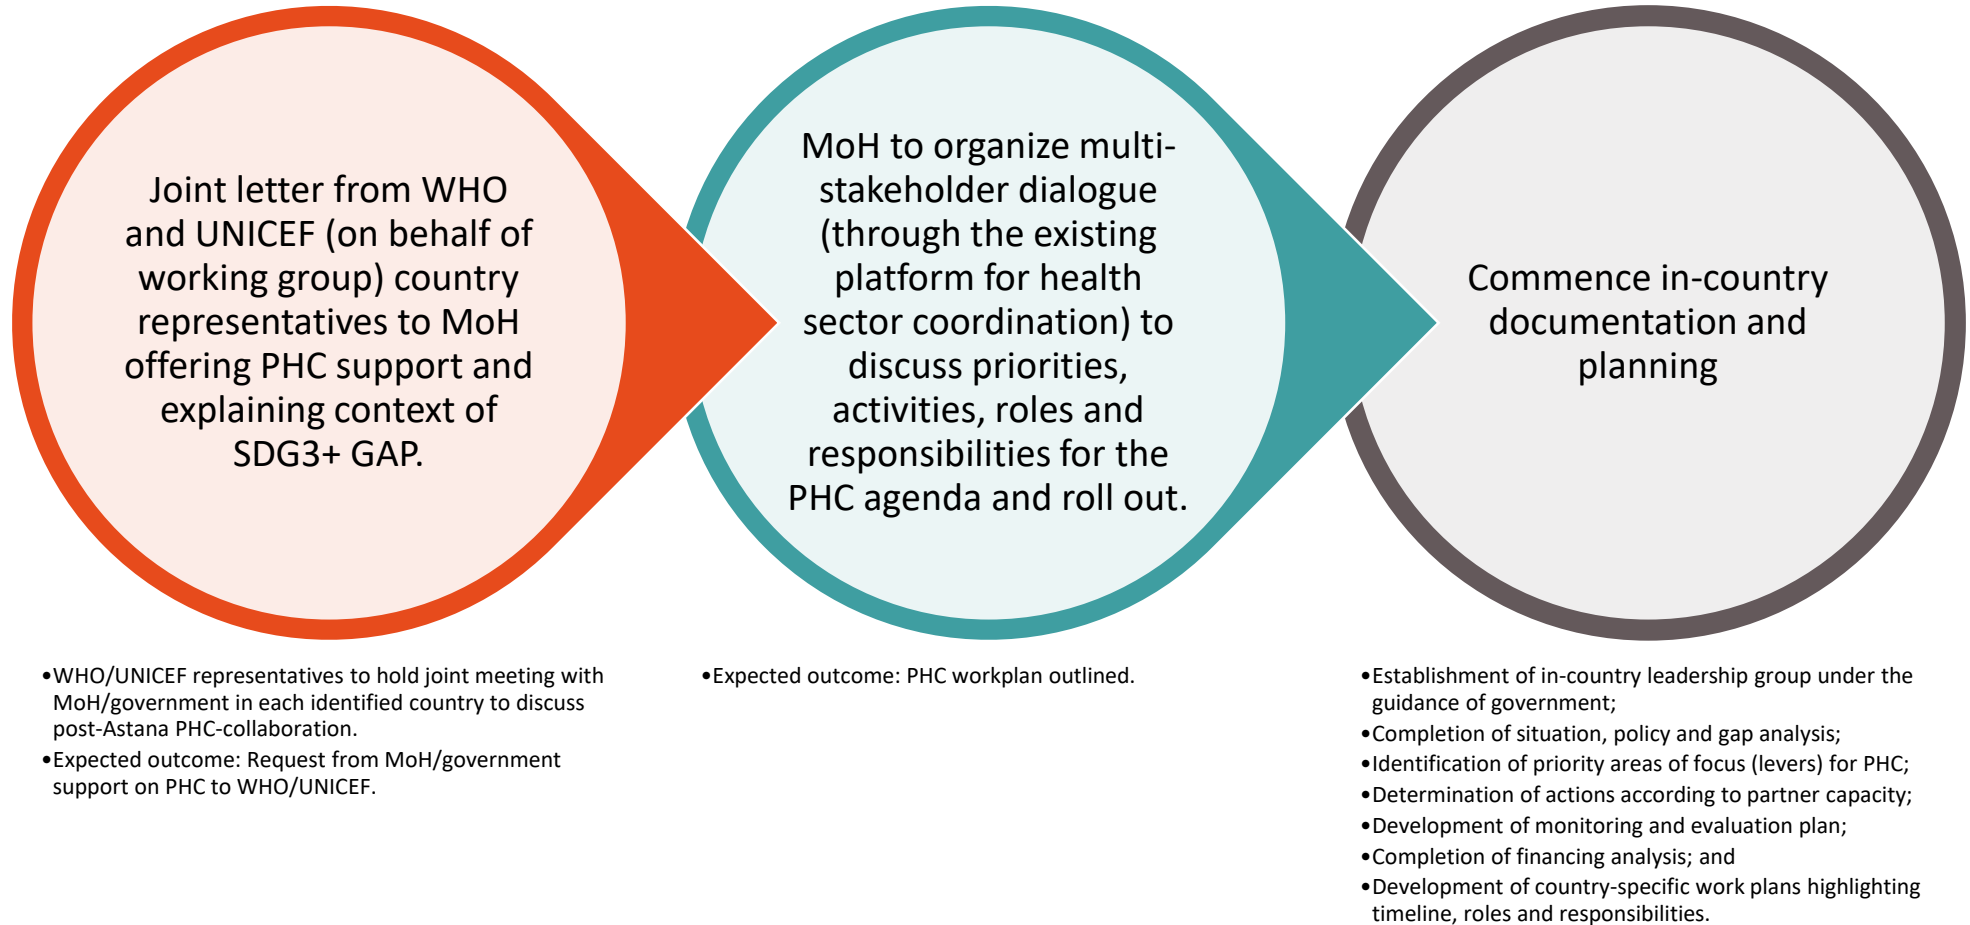 Joint letter from WHO
and UNICEF (on behalf of
working group) country
representatives to MoH
offering PHC support and
explaining context of
SDG3+ GAP.
•WHO/UNICEF representatives to hold joint meeting with
MoH/government in each identified country to discuss
post-Astana PHC-collaboration.
•Expected outcome: Request from MoH/government
support on PHC to WHO/UNICEF.
MoH to organize multi-
stakeholder dialogue
(through the existing
platform for health
sector coordination) to
discuss priorities,
activities, roles and
responsibilities for the
PHC agenda and roll out.
•Expected outcome: PHC workplan outlined.
Commence in-country
documentation and
planning
•Establishment of in-country leadership group under the
guidance of government;
•Completion of situation, policy and gap analysis;
•Identification of priority areas of focus (levers) for PHC;
•Determination of actions according to partner capacity;
•Development of monitoring and evaluation plan;
•Completion of financing analysis; and
•Development of country-specific work plans highlighting
timeline, roles and responsibilities.